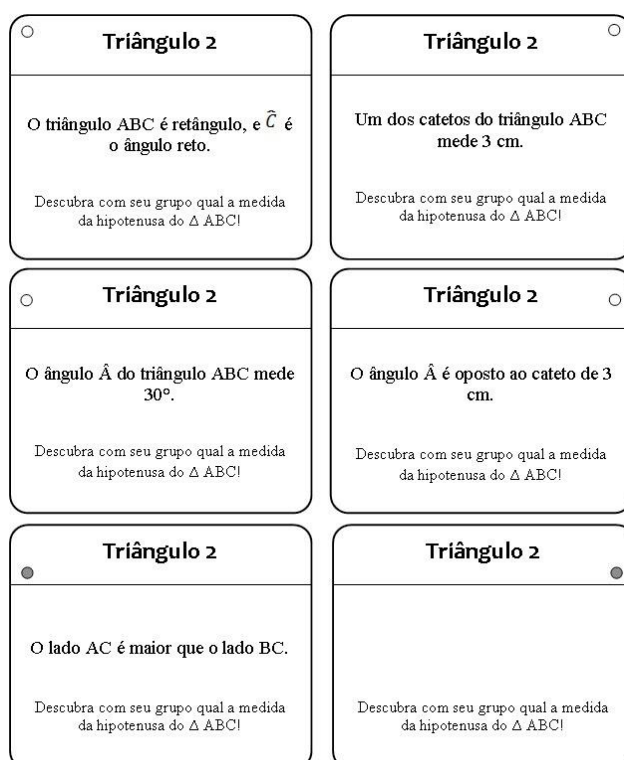 Triângulo 2
O triângulo ABC é retângulo, e Ĉ é
o ângulo reto.
Descubra com seu grupo qual a medida
da hipotenusa do Δ ABC!
Triângulo 2
Um dos catetos do triângulo ABC
mede 3 cm.
Descubra com seu grupo qual a medida
da hipotenusa do Δ ABC!
Triângulo 2
O ângulo Â do triângulo ABC mede
30°.
Descubra com seu grupo qual a medida
da hipotenusa do Δ ABC!
Triângulo 2
O ângulo Â é oposto ao cateto de 3
cm.
Descubra com seu grupo qual a medida
da hipotenusa do Δ ABC!
Triângulo 2
O lado AC é maior que o lado BC.
Descubra com seu grupo qual a medida
da hipotenusa do Δ ABC!
Triângulo 2
Descubra com seu grupo qual a medida
da hipotenusa do Δ ABC!